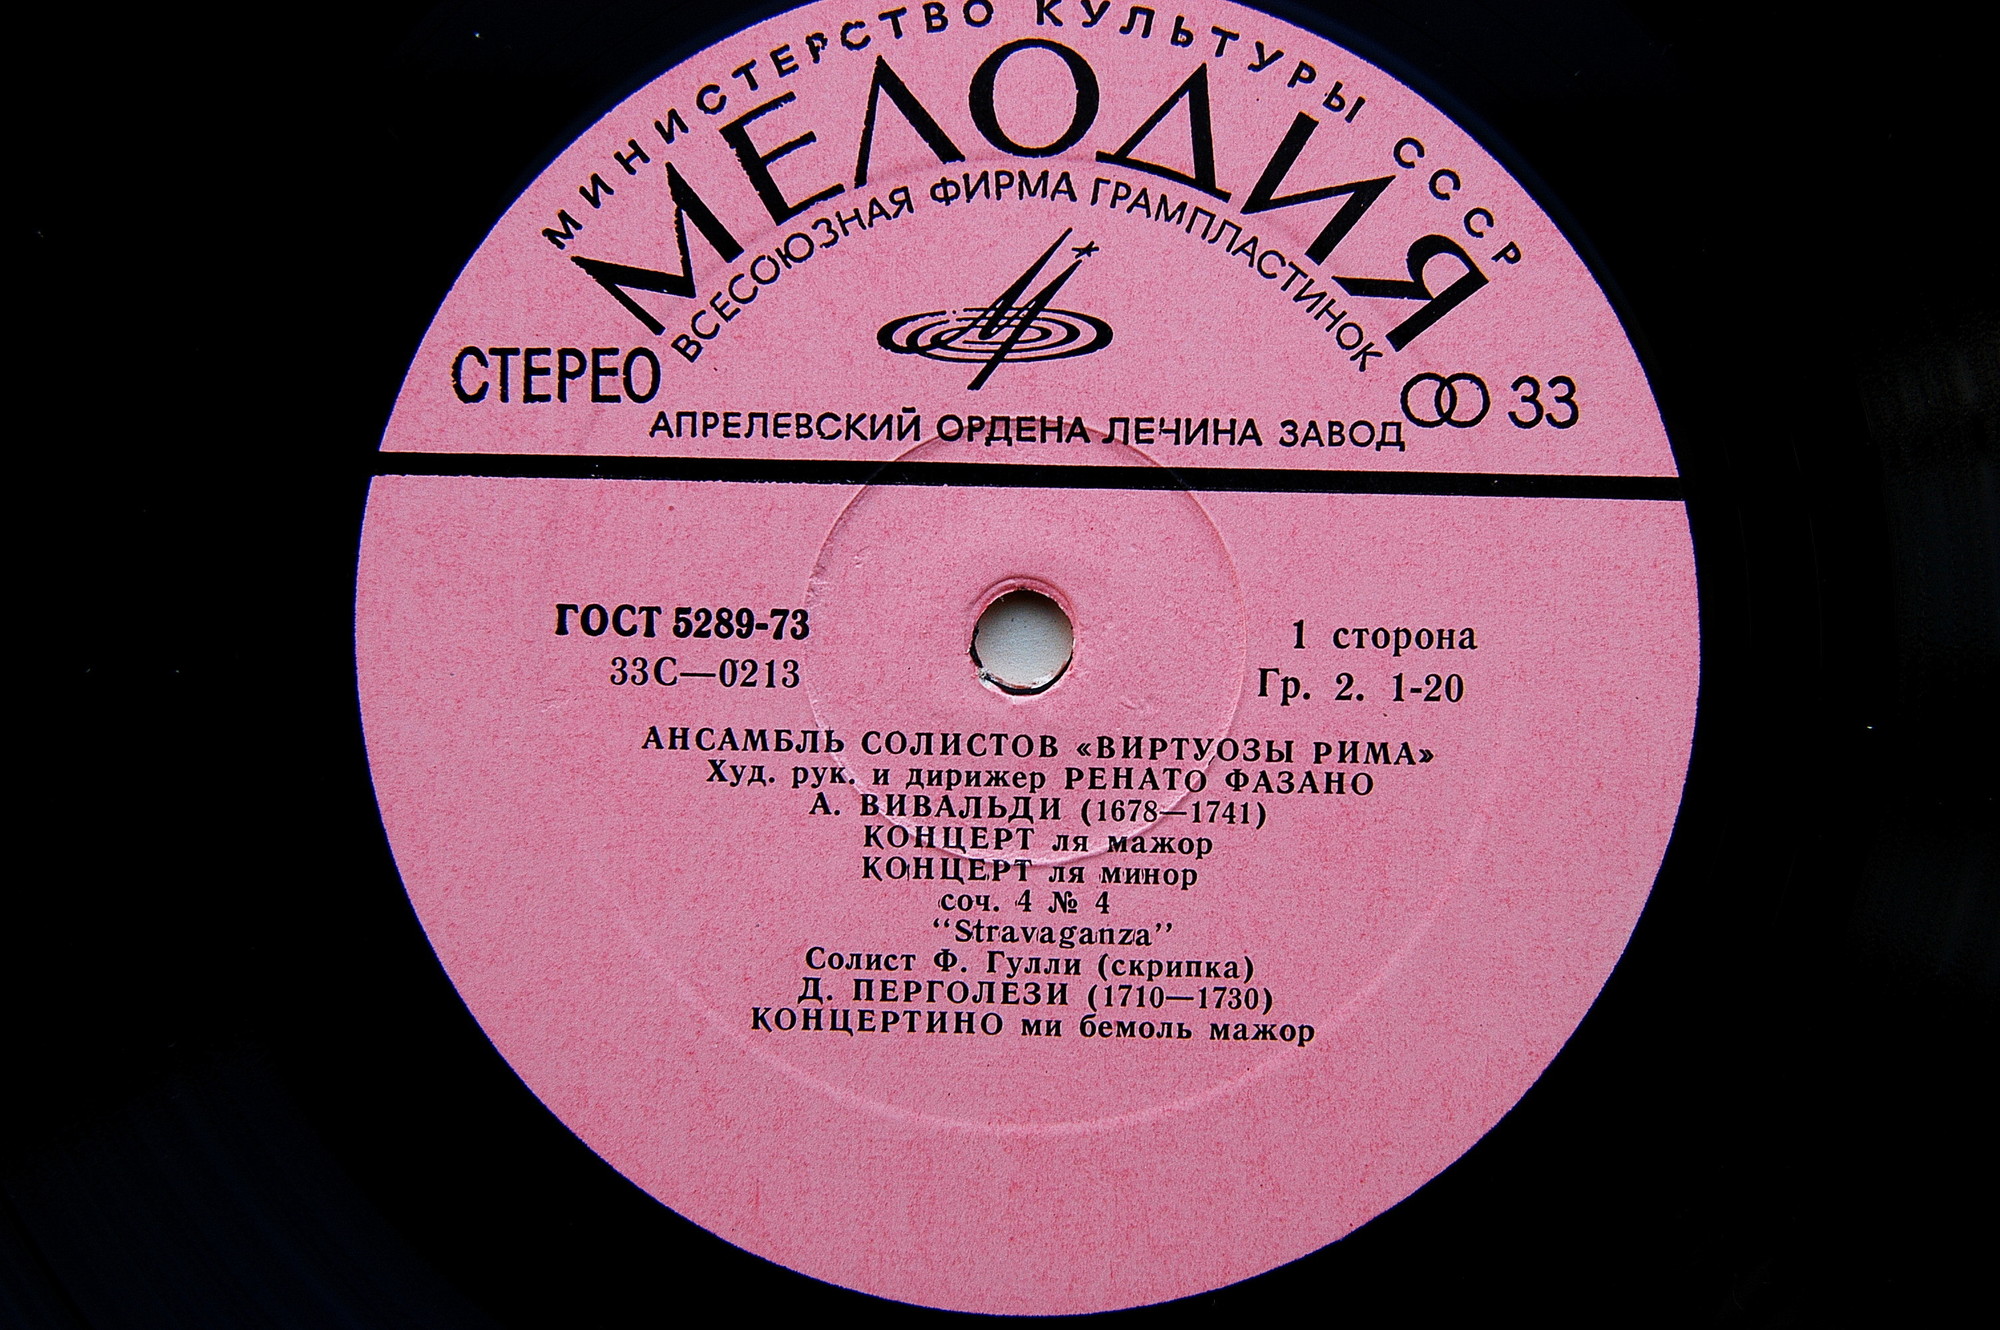 МИНИСТЕРСТВО КУЛЬТУРЫ СССР
МЕЛОДИЯ
ВСЕСОЮЗНАЯ ФИРМА ГРАМПЛАСТИНОК
СТЕРЕО
33
АПРЕЛЕВСКИЙ ОРДЕНА ЛЕНИНА ЗАВОД
ГОСТ 5289-73
33С—0213
1 сторона
Гр. 2. 1-20
АНСАМБЛЬ СОЛИСТОВ «ВИРТУОЗЫ РИМА»
Худ. рук. и дирижер РЕНАТО ФАЗАНО
А. ВИВАЛЬДИ (1678—1741)
КОНЦЕРТ ля мажор
КОНЦЕРТ ля минор
соч. 4 № 4
“Stravaganza”
Солист Ф. Гулли (скрипка)
Д. ПЕРГОЛЕЗИ (1710—1730)
КОНЦЕРТИНО ми бемоль мажор